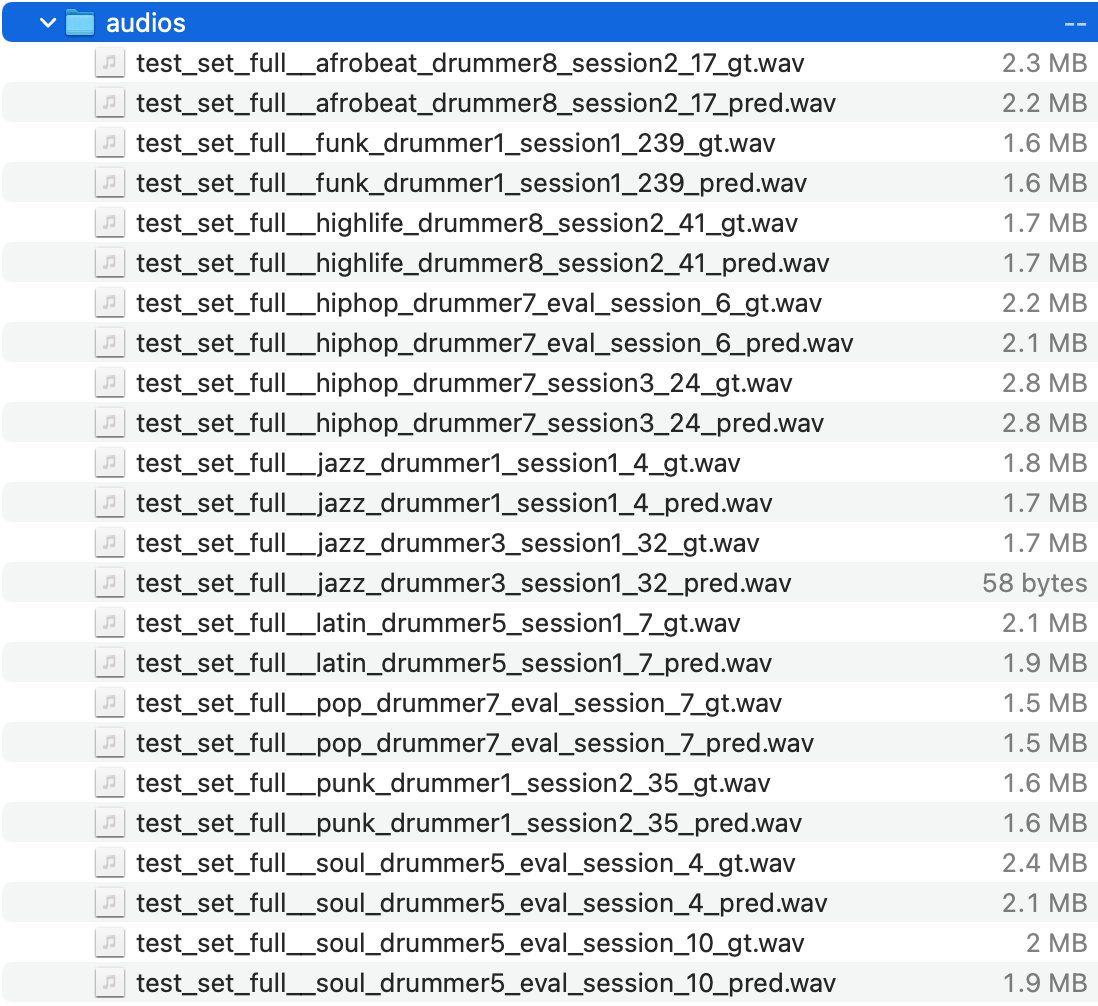 audios --
test_set_full__afrobeat_drummer8_session2_17_gt.wav 2.3 MB
test_set_full__afrobeat_drummer8_session2_17_pred.wav 2.2 MB
test_set_full__funk_drummer1_session1_239_gt.wav 1.6 MB
test_set_full__funk_drummer1_session1_239_pred.wav 1.6 MB
test_set_full__highlife_drummer8_session2_41_gt.wav 1.7 MB
test_set_full__highlife_drummer8_session2_41_pred.wav 1.7 MB
test_set_full__hiphop_drummer7_eval_session_6_gt.wav 2.2 MB
test_set_full__hiphop_drummer7_eval_session_6_pred.wav 2.1 MB
test_set_full__hiphop_drummer7_session3_24_gt.wav 2.8 MB
test_set_full__hiphop_drummer7_session3_24_pred.wav 2.8 MB
test_set_full__jazz_drummer1_session1_4_gt.wav 1.8 MB
test_set_full__jazz_drummer1_session1_4_pred.wav 1.7 MB
test_set_full__jazz_drummer3_session1_32_gt.wav 1.7 MB
test_set_full__jazz_drummer3_session1_32_pred.wav 58 bytes
test_set_full__latin_drummer5_session1_7_gt.wav 2.1 MB
test_set_full__latin_drummer5_session1_7_pred.wav 1.9 MB
test_set_full__pop_drummer7_eval_session_7_gt.wav 1.5 MB
test_set_full__pop_drummer7_eval_session_7_pred.wav 1.5 MB
test_set_full__punk_drummer1_session2_35_gt.wav 1.6 MB
test_set_full__punk_drummer1_session2_35_pred.wav 1.6 MB
test_set_full__soul_drummer5_eval_session_4_gt.wav 2.4 MB
test_set_full__soul_drummer5_eval_session_4_pred.wav 2.1 MB
test_set_full__soul_drummer5_eval_session_10_gt.wav 2 MB
test_set_full__soul_drummer5_eval_session_10_pred.wav 1.9 MB